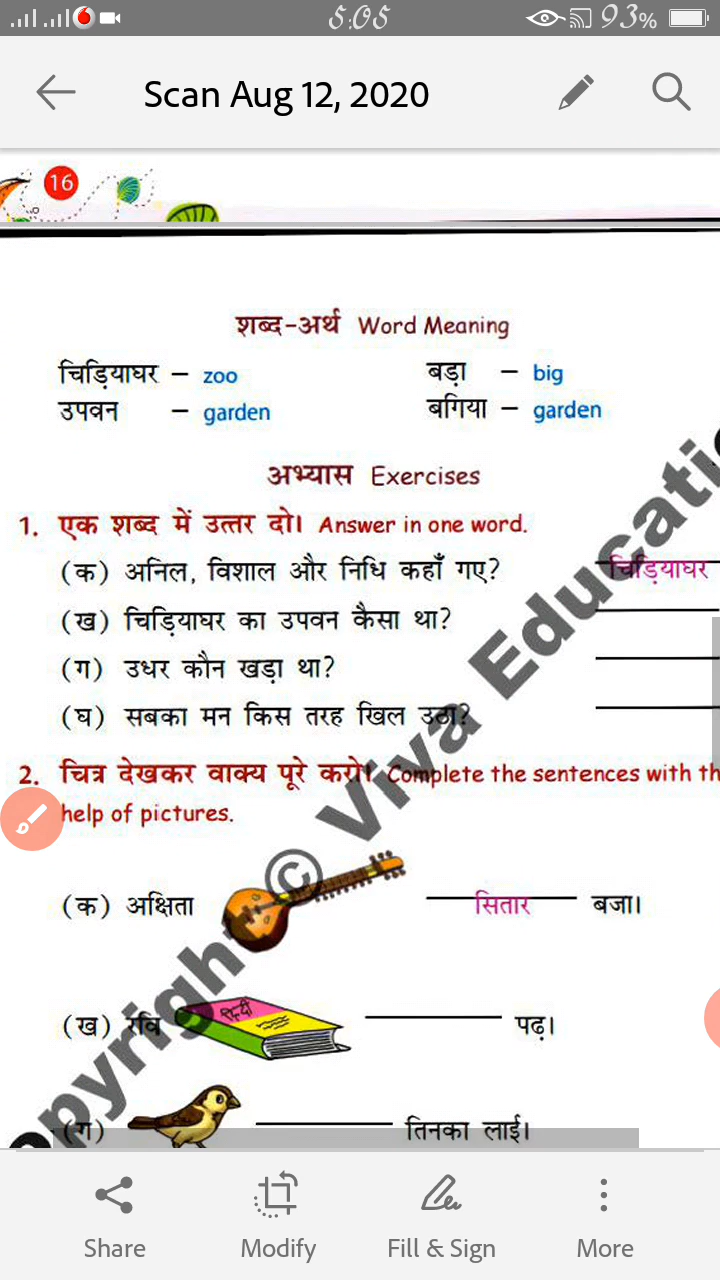 5:05 93%
Scan Aug 12, 2020
16
शब्द-अर्थ Word Meaning
चिड़ियाघर – zoo बड़ा – big
उपवन – garden बगिया – garden
अभ्यास Exercises
1. एक शब्द में उत्तर दो। Answer in one word.
(क) अनिल, विशाल और निधि कहाँ गए? चिड़ियाघर
(ख) चिड़ियाघर का उपवन कैसा था?
(ग) उधर कौन खड़ा था?
(घ) सबका मन किस तरह खिल उठा?
2. चित्र देखकर वाक्य पूरे करो। Complete the sentences with th
help of pictures.
(क) अक्षिता सितार बजा।
(ख) रवि हिंदी पढ़।
(ग) तिनका लाई।
opyright © Viva Educati
Share Modify Fill & Sign More